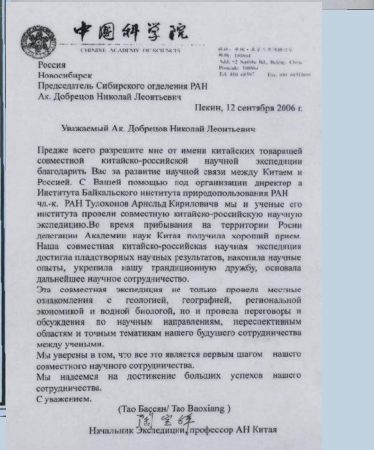 中国科学院
CHINESE ACADEMY OF SCIENCES
Россия
Новосибирск
Председатель Сибирского отделения РАН
Ак. Добрецов Николай Леонтьевич
Пекин, 12 сентября 2006 г.
Уважаемый Ак. Добрецов Николай Леонтьевич
Прежде всего разрешите мне от имени китайских товарищей
совместной китайско-российской научной экспедиции
благодарить Вас за развитие научной связи между Китаем и
Россией. С Вашей помощью под организации директор а
Института Байкальского института природопользования РАН
чл.-к. РАН Тулохонов Арнольд Кириловича мы и ученые его
института провели совместную китайско-российскую научную
экспедицию.Во время прибывания на территории Росии
делегации Академии наук Китая получила хороший прием.
Наша совместная китайско-российская научная экспедиция
достигла пладтворных научных результатов, накопила научные
опыты, укрепила нашу трандиционную дружбу, основала
дальнейшее научное сотрудничество.
Эта совместная экспедиция не только провела местные
ознакомления с геологией, географией, региональной
экономикой и водной биологой, но и провела переговоры и
обсуждения по научным направлениям, переспективным
областям и точным тематикам нашего будущего сотрудничества
между учеными.
Мы уверены в том, что все это является первым шагом нашего
совместного научного сотрудничества.
Мы надеемся на достижение больших успехов нашего
сотрудничества.
С уважением.
(Тао Баосян/ Tao Baoxiang )
Начальник Экспедиции, профессор АН Китая